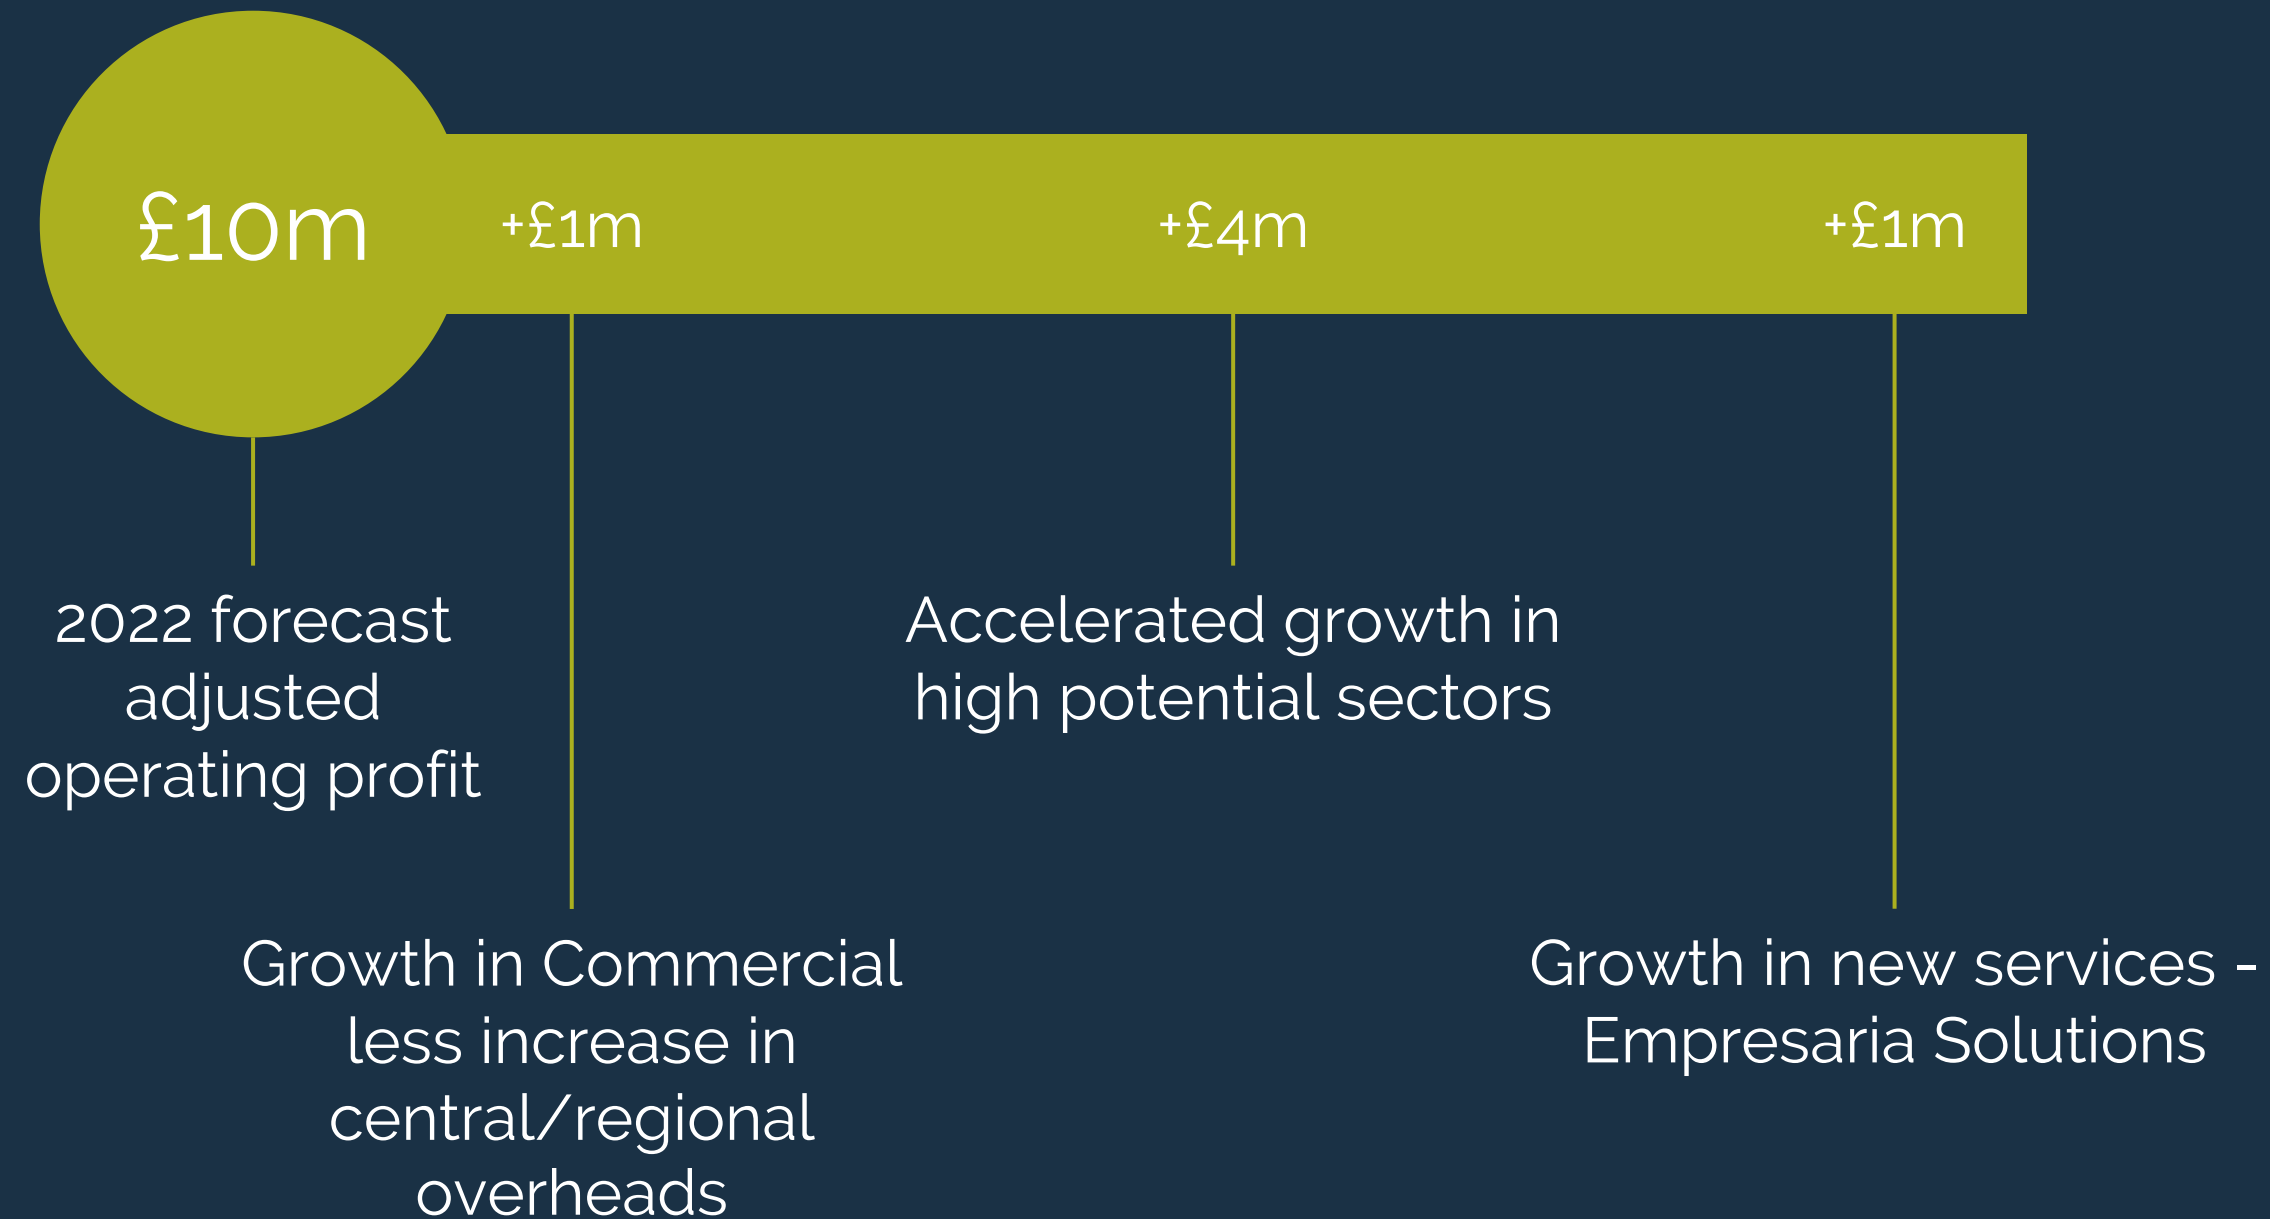 £10m
+£1m
+£4m
+£1m
2022 forecast
adjusted
operating profit
Accelerated growth in
high potential sectors
Growth in Commercial
less increase in
central/regional
overheads
Growth in new services -
Empresaria Solutions